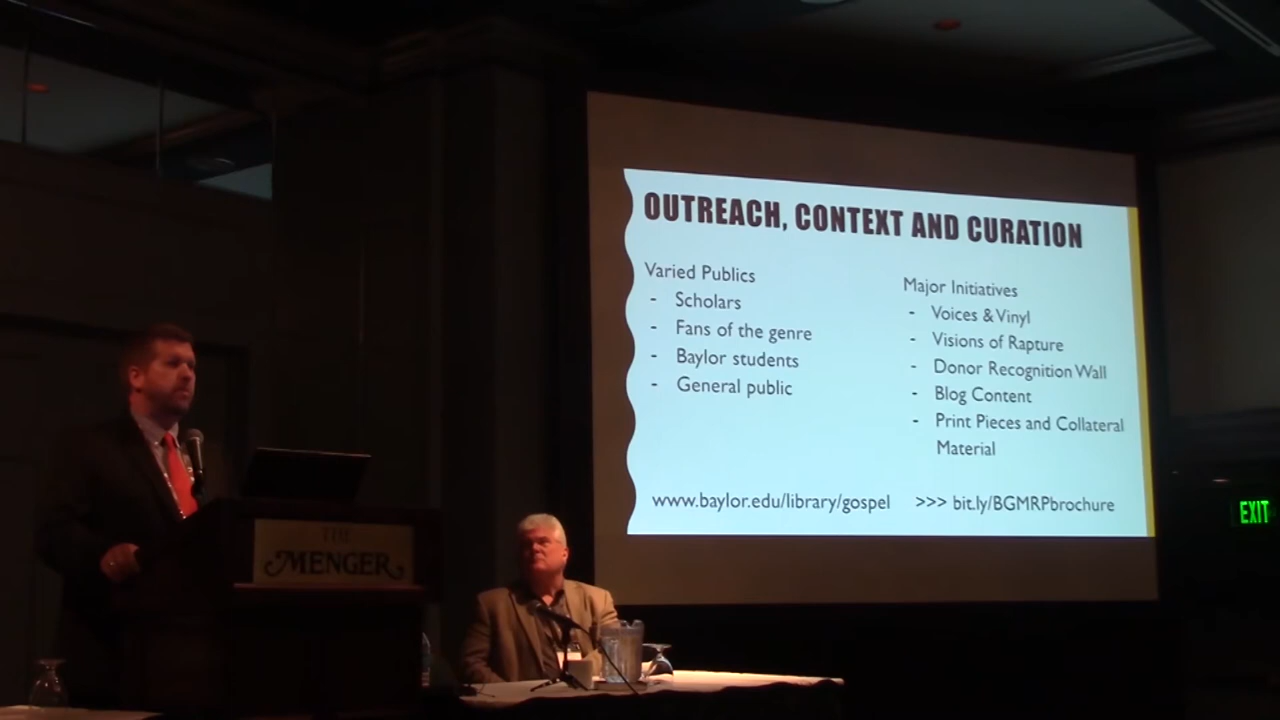 OUTREACH, CONTEXT AND CURATION
Varied Publics
- Scholars
- Fans of the genre
- Baylor students
- General public
Major Initiatives
- Voices & Vinyl
- Visions of Rapture
- Donor Recognition Wall
- Blog Content
- Print Pieces and Collateral
Material
www.baylor.edu/library/gospel >>> bit.ly/BGMRPbrochure
THE
MENGER
EXIT